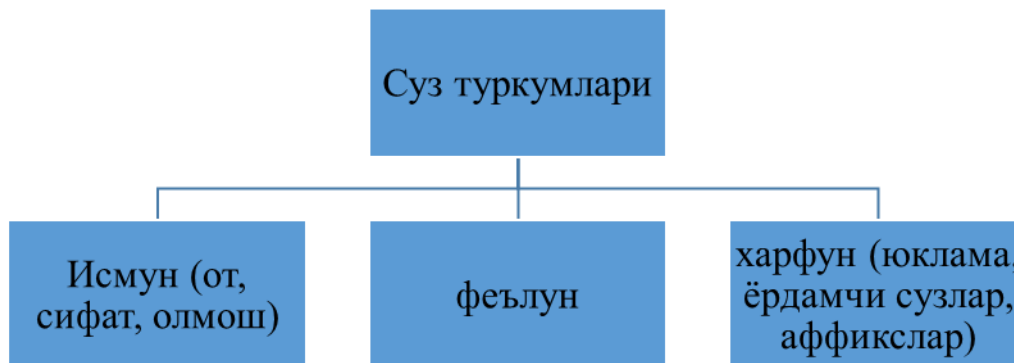 Суз туркумлари
Исмун (от,
сифат, олмош)
феълун
харфун (юклама,
ёрдамчи сузлар,
аффикслар)